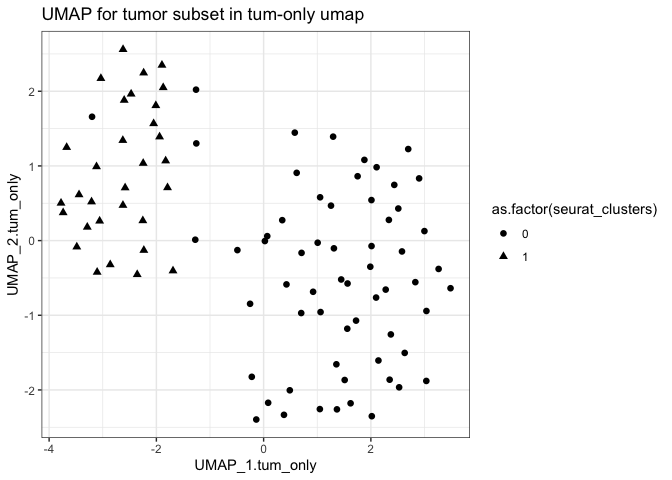 UMAP for tumor subset in tum-only umap
UMAP_2.tum_only
2
1
0
-1
-2
-4
-2
0
2
UMAP_1.tum_only
as.factor(seurat_clusters)
0
1